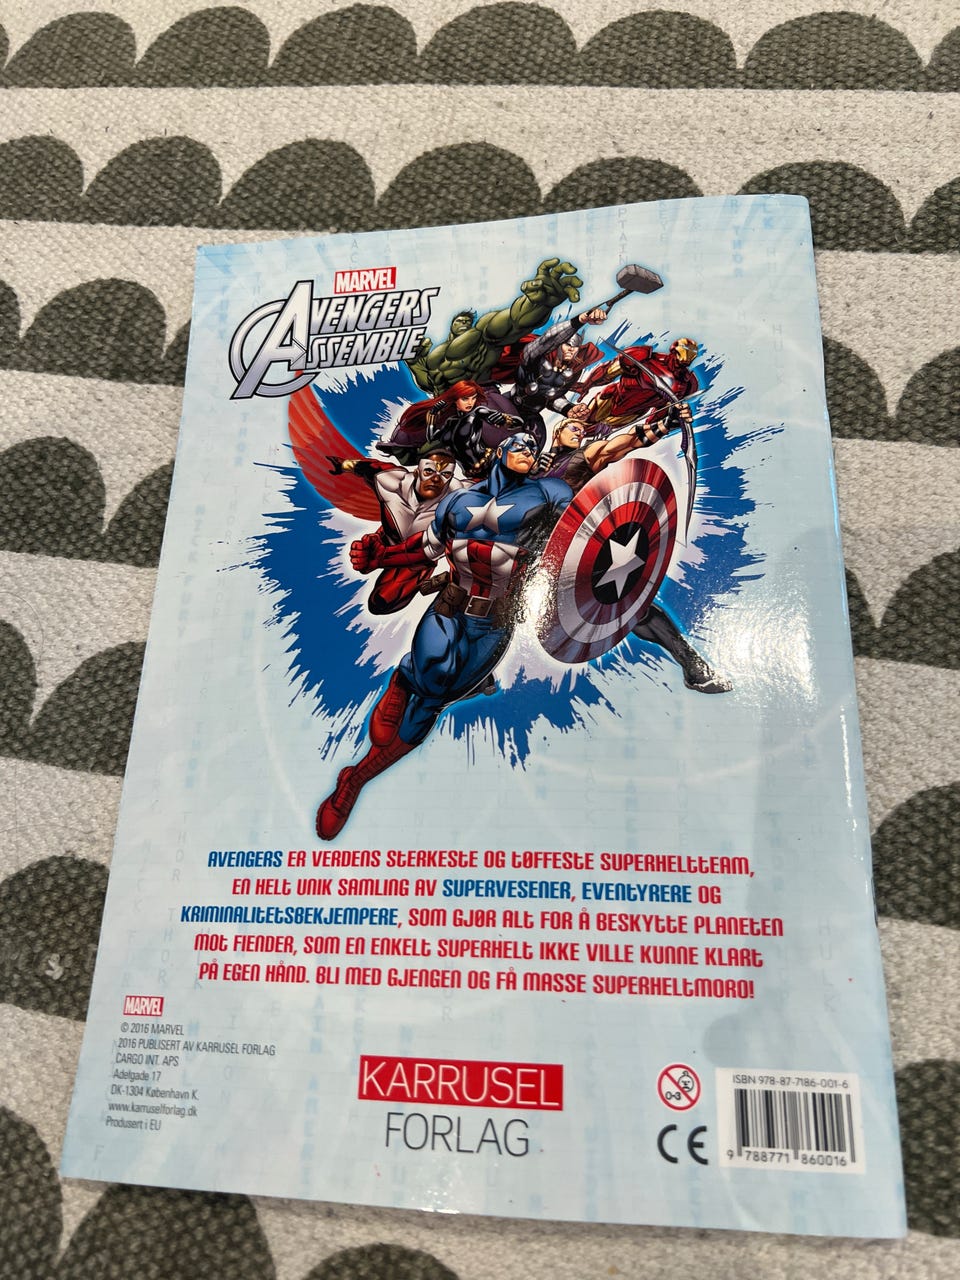 MARVEL
AVENGERS
ASSEMBLE
AVENGERS ER VERDENS STERKESTE OG TØFFESTE SUPERHELTTEAM,
EN HELT UNIK SAMLING AV SUPERVESENER, EVENTYRERE OG
KRIMINALITETSBEKJEMPERE, SOM GJØR ALT FOR Å BESKYTTE PLANETEN
MOT FIENDER, SOM EN ENKELT SUPERHELT IKKE VILLE KUNNE KLART
PÅ EGEN HÅND. BLI MED GJENGEN OG FÅ MASSE SUPERHELTMORO!
MARVEL
© 2016 MARVEL
2016 PUBLISERT AV KARRUSEL FORLAG
CARGO INT. APS
Adelgade 17
DK-1304 København K.
www.karruselforlag.dk
Produsert i EU
KARRUSEL
FORLAG
0-3
CE
ISBN 978-87-7186-001-6
9 788771 860016